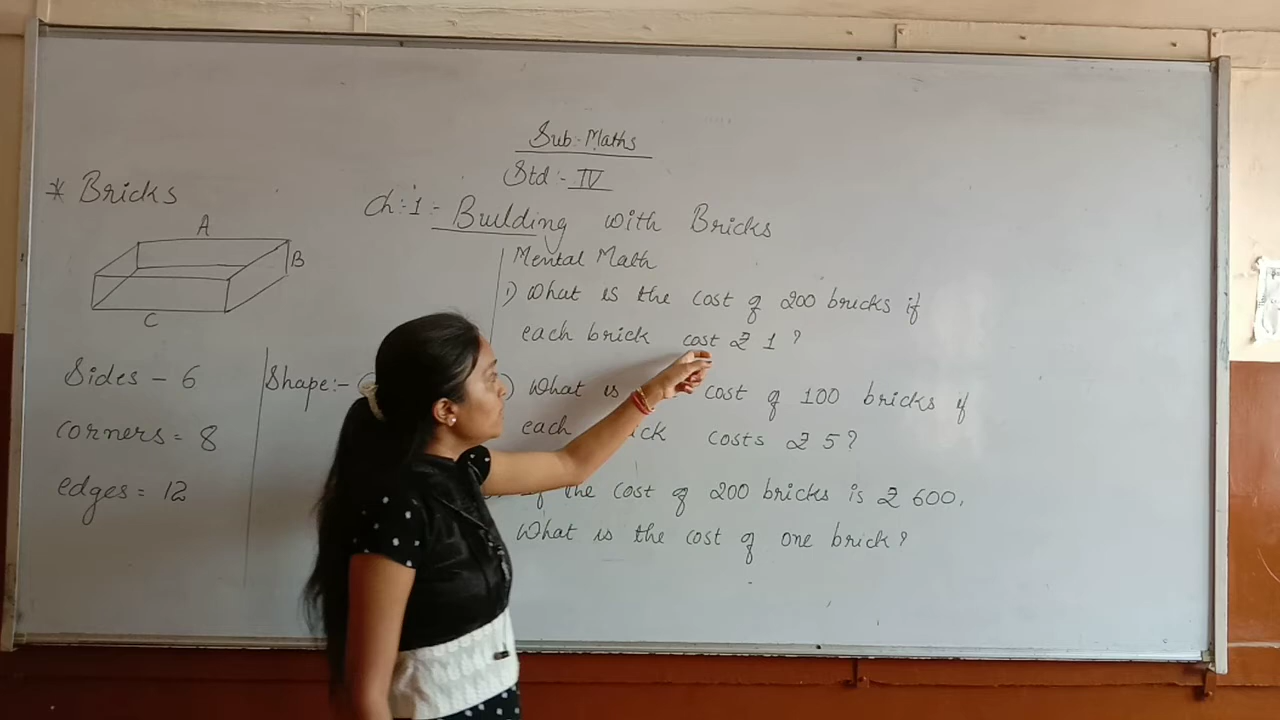 Sub:- Maths
Std:- IV
Ch:1:- Building with Bricks
* Bricks
A
B
C
Sides - 6
corners = 8
edges = 12
Shape:-
Mental Math
1) What is the cost of 200 bricks if
each brick cost ₹ 1 ?
) What is cost of 100 bricks if
each costs ₹ 5?
If the cost of 200 bricks is ₹ 600,
What is the cost of one brick?